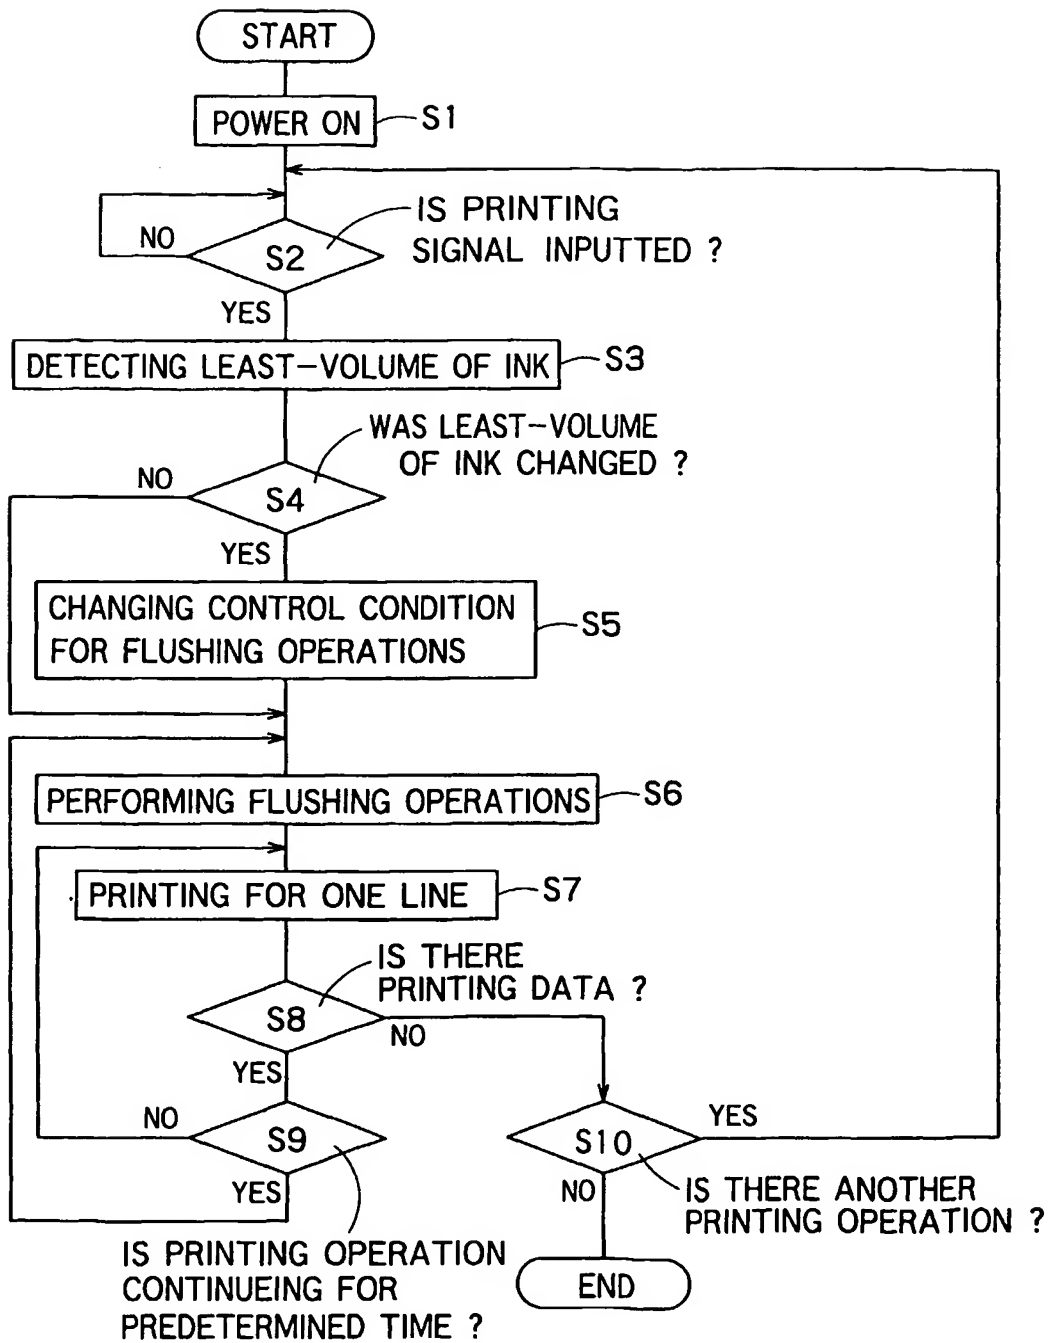 START
POWER ON
S1
IS PRINTING
SIGNAL INPUTTED ?
NO
S2
YES
DETECTING LEAST-VOLUME OF INK
S3
WAS LEAST-VOLUME
OF INK CHANGED ?
NO
S4
YES
CHANGING CONTROL CONDITION
FOR FLUSHING OPERATIONS
S5
PERFORMING FLUSHING OPERATIONS
S6
PRINTING FOR ONE LINE
S7
IS THERE
PRINTING DATA ?
S8
NO
YES
NO
S9
YES
IS PRINTING OPERATION
CONTINUEING FOR
PREDETERMINED TIME ?
S10
YES
NO
IS THERE ANOTHER
PRINTING OPERATION ?
END